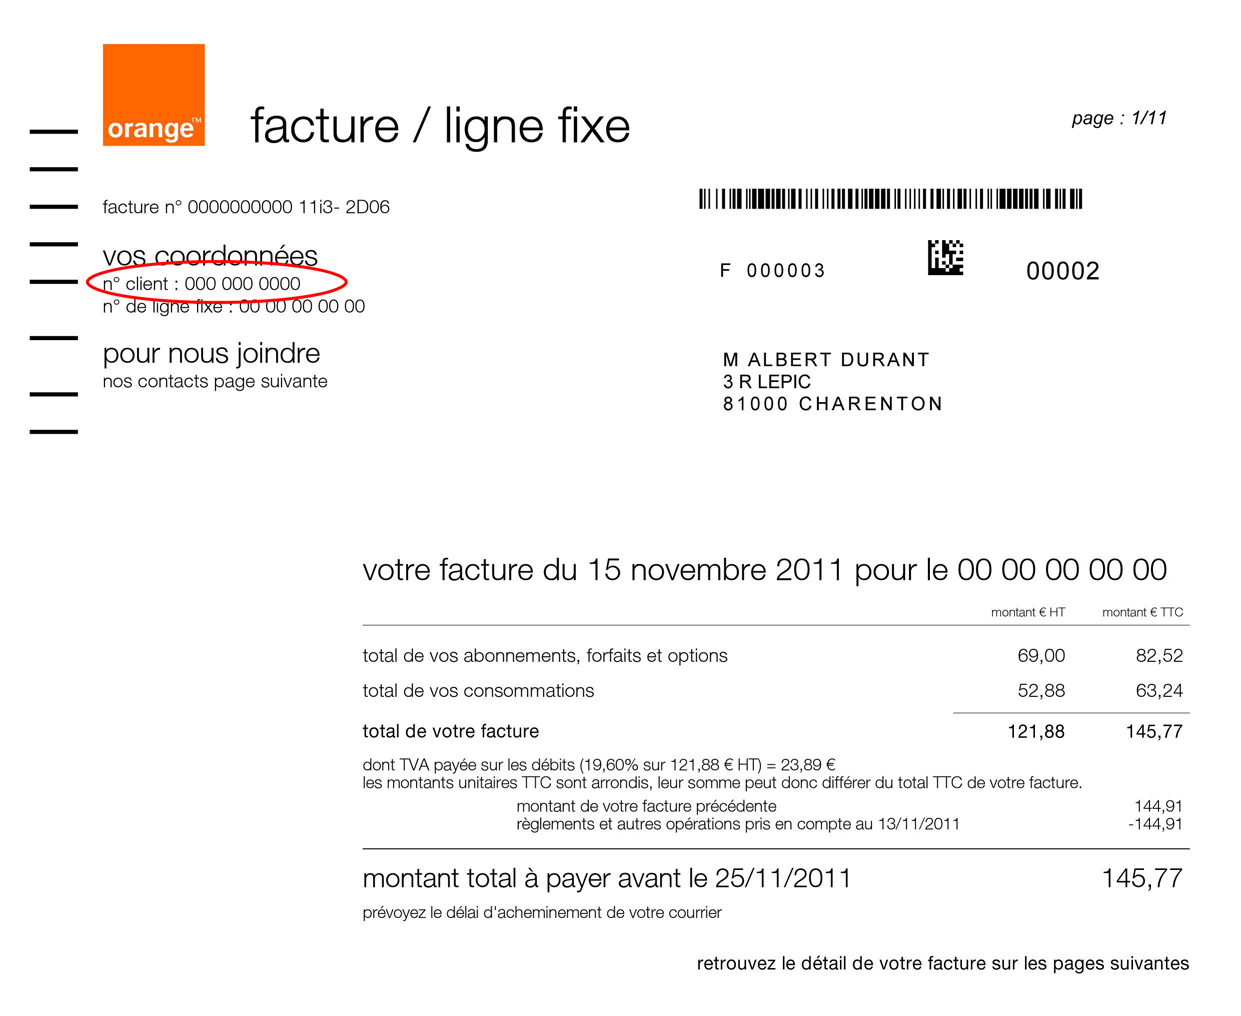 orange™
facture / ligne fixe
page : 1/11
facture n° 0000000000 11i3- 2D06
vos coordonnées
n° client : 000 000 0000
n° de ligne fixe : 00 00 00 00 00
F 000003
00002
pour nous joindre
nos contacts page suivante
M ALBERT DURANT
3 R LEPIC
81000 CHARENTON
votre facture du 15 novembre 2011 pour le 00 00 00 00 00
montant € HT montant € TTC
total de vos abonnements, forfaits et options 69,00 82,52
total de vos consommations 52,88 63,24
total de votre facture 121,88 145,77
dont TVA payée sur les débits (19,60% sur 121,88 € HT) = 23,89 €
les montants unitaires TTC sont arrondis, leur somme peut donc différer du total TTC de votre facture.
montant de votre facture précédente 144,91
règlements et autres opérations pris en compte au 13/11/2011 -144,91
montant total à payer avant le 25/11/2011 145,77
prévoyez le délai d'acheminement de votre courrier
retrouvez le détail de votre facture sur les pages suivantes